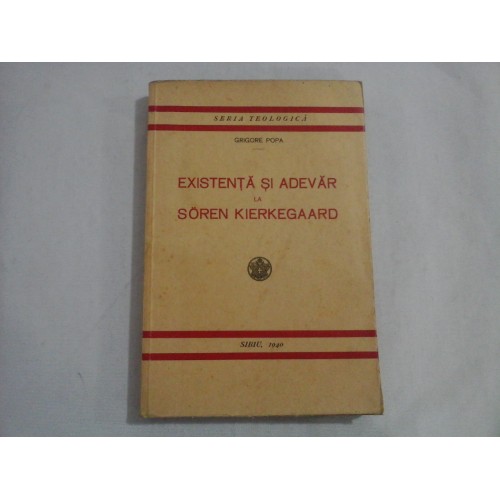 SERIA TEOLOGICĂ
GRIGORE POPA
EXISTENȚĂ ȘI ADEVĂR
LA
SÖREN KIERKEGAARD
SIBIU, 1940